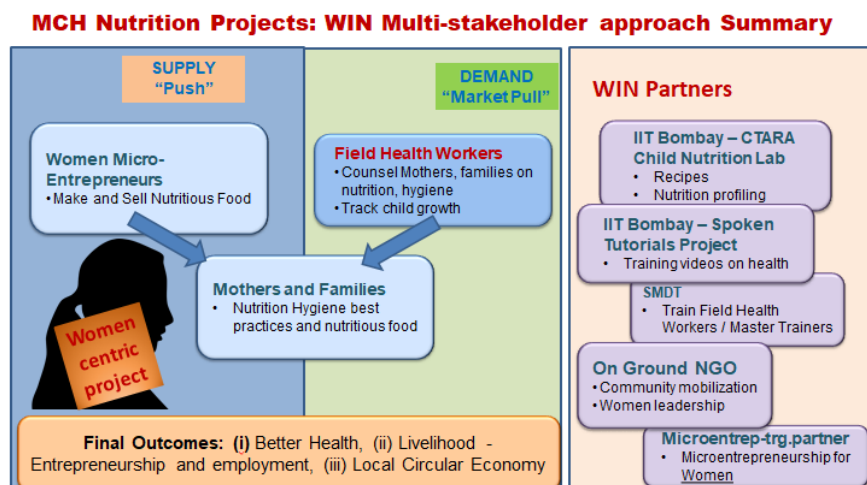 MCH Nutrition Projects: WIN Multi-stakeholder approach Summary
SUPPLY
“Push”
DEMAND
“Market Pull”
Women Micro-
Entrepreneurs
• Make and Sell Nutritious Food
Field Health Workers
• Counsel Mothers, families on
nutrition, hygiene
• Track child growth
Mothers and Families
• Nutrition Hygiene best
practices and nutritious food
Women
centric
project
Final Outcomes: (i) Better Health, (ii) Livelihood -
Entrepreneurship and employment, (iii) Local Circular Economy
WIN Partners
IIT Bombay – CTARA
Child Nutrition Lab
• Recipes
• Nutrition profiling
IIT Bombay – Spoken
Tutorials Project
• Training videos on health
SMDT
• Train Field Health
Workers / Master Trainers
On Ground NGO
• Community mobilization
• Women leadership
Microentrep-trg.partner
• Microentrepreneurship for
Women